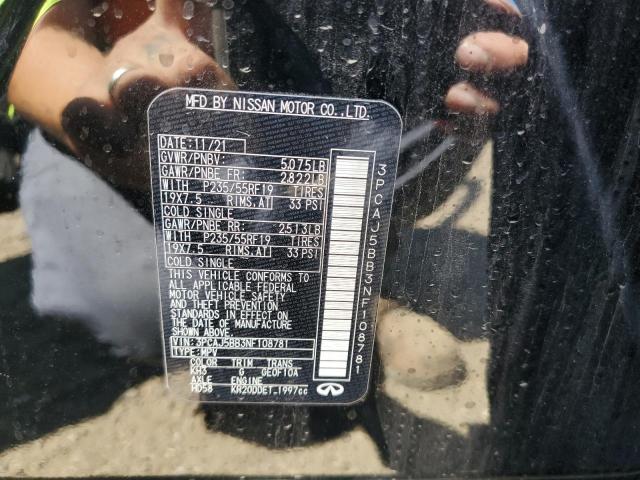 MFD BY NISSAN MOTOR CO.,LTD.
DATE:11/21
GVWR/PNBV: 5,075LB
GAWR/PNBE FR: 2822LB
WITH P235/55RF19 TIRES
19X7.5 RIMS,AT 33 PSI
COLD SINGLE
GAWR/PNBE RR: 2513LB
WITH P235/55RF19 TIRES
19X7.5 RIMS,AT 33 PSI
COLD SINGLE
THIS VEHICLE CONFORMS TO
ALL APPLICABLE FEDERAL
MOTOR VEHICLE SAFETY
AND THEFT PREVENTION
STANDARDS IN EFFECT ON
THE DATE OF MANUFACTURE
SHOWN ABOVE.
VIN: 3PCAJ5BB3NF108781
TYPE: MPV
COLOR TRIM TRANS
KH3 G GE0F10A
AXLE ENGINE
HD58 KR20DDET 1997cc
3PCAJ5BB3NF108781